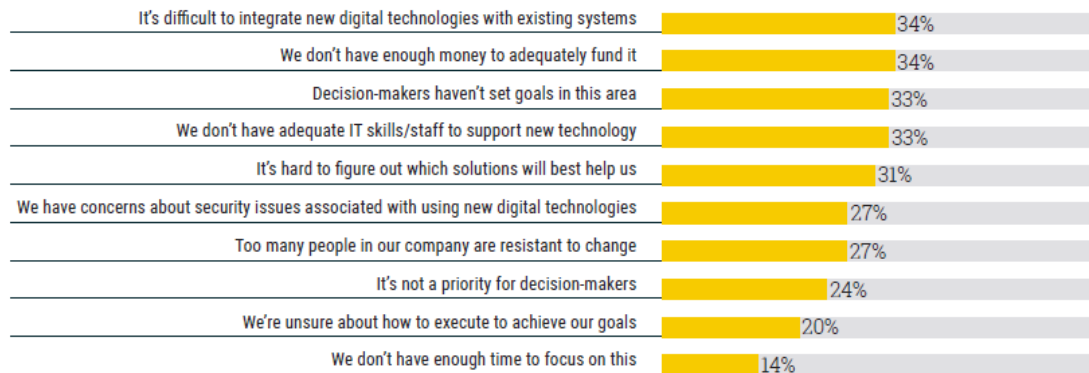 It's difficult to integrate new digital technologies with existing systems 34%
We don't have enough money to adequately fund it 34%
Decision-makers haven't set goals in this area 33%
We don't have adequate IT skills/staff to support new technology 33%
It's hard to figure out which solutions will best help us 31%
We have concerns about security issues associated with using new digital technologies 27%
Too many people in our company are resistant to change 27%
It's not a priority for decision-makers 24%
We're unsure about how to execute to achieve our goals 20%
We don't have enough time to focus on this 14%